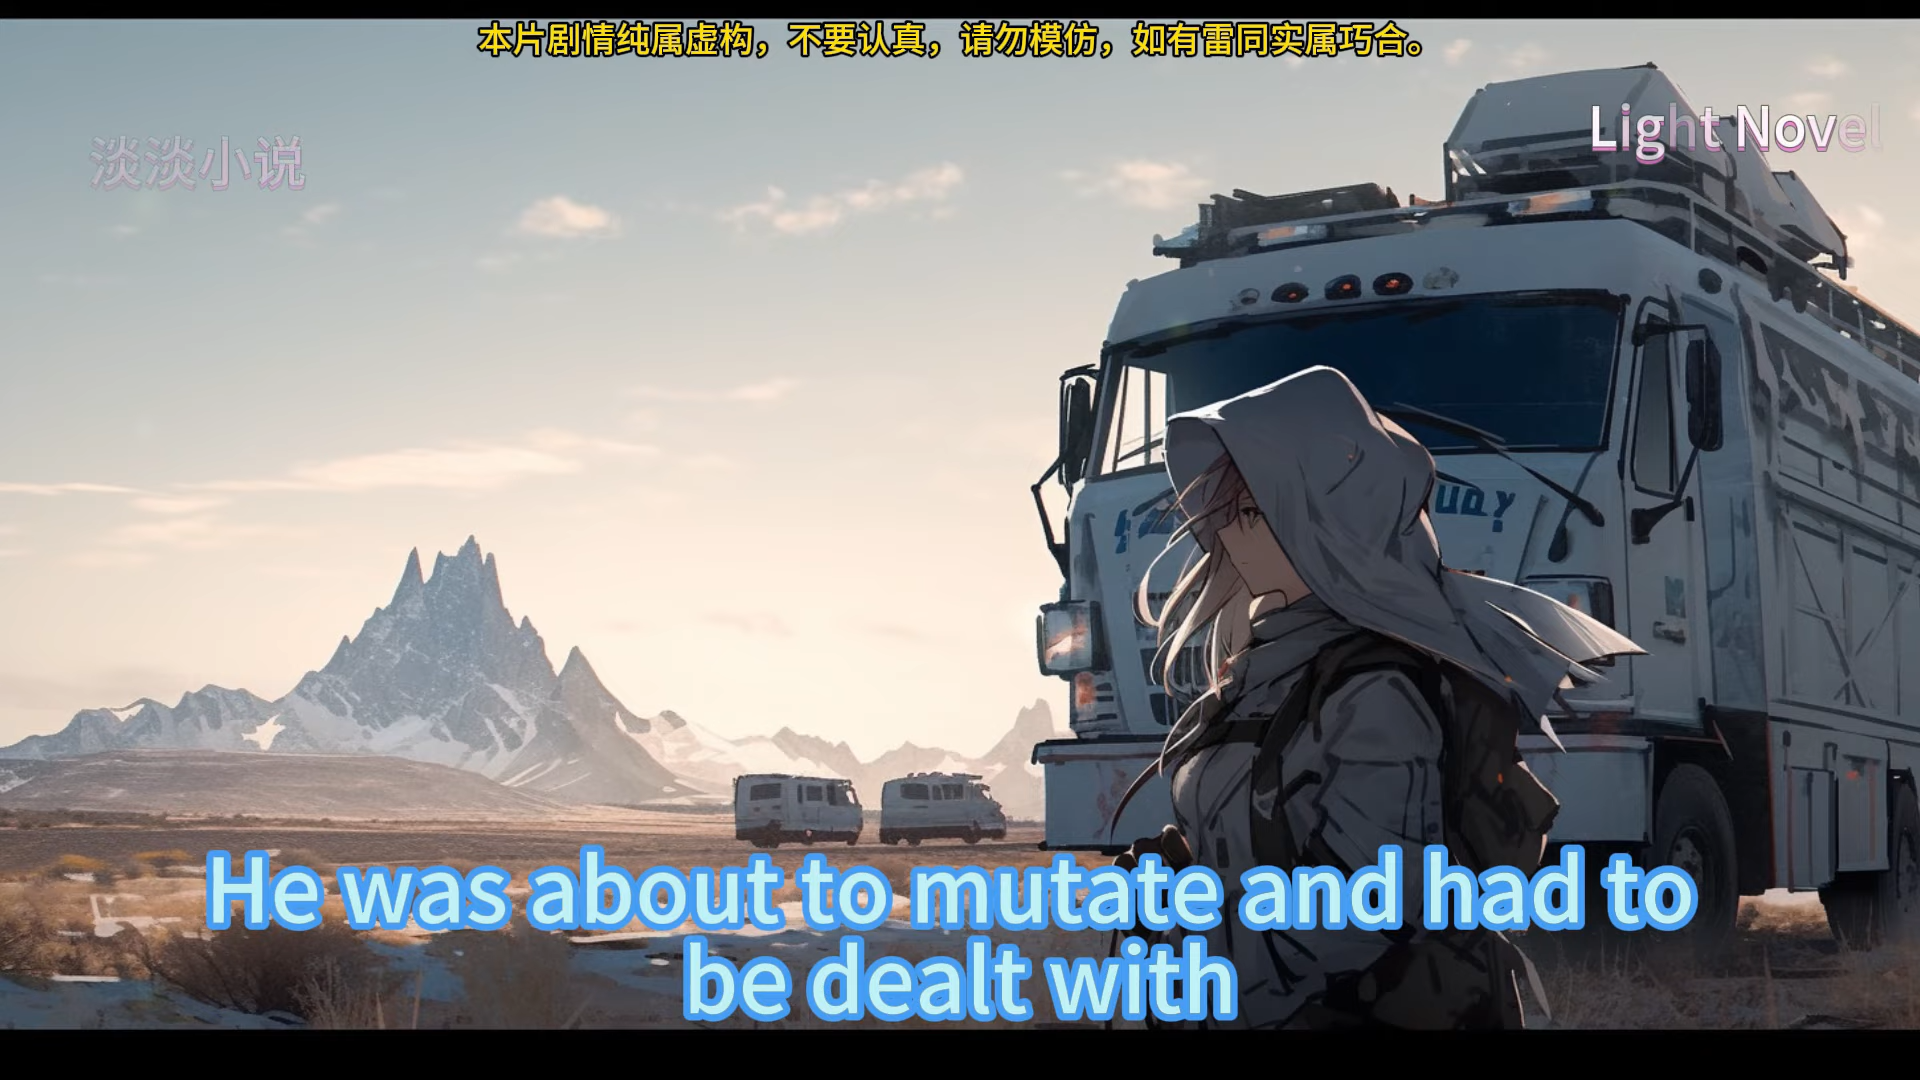 本片剧情纯属虚构，不要认真，请勿模仿，如有雷同实属巧合。
淡淡小说
Light Novel
He was about to mutate and had to
be dealt with